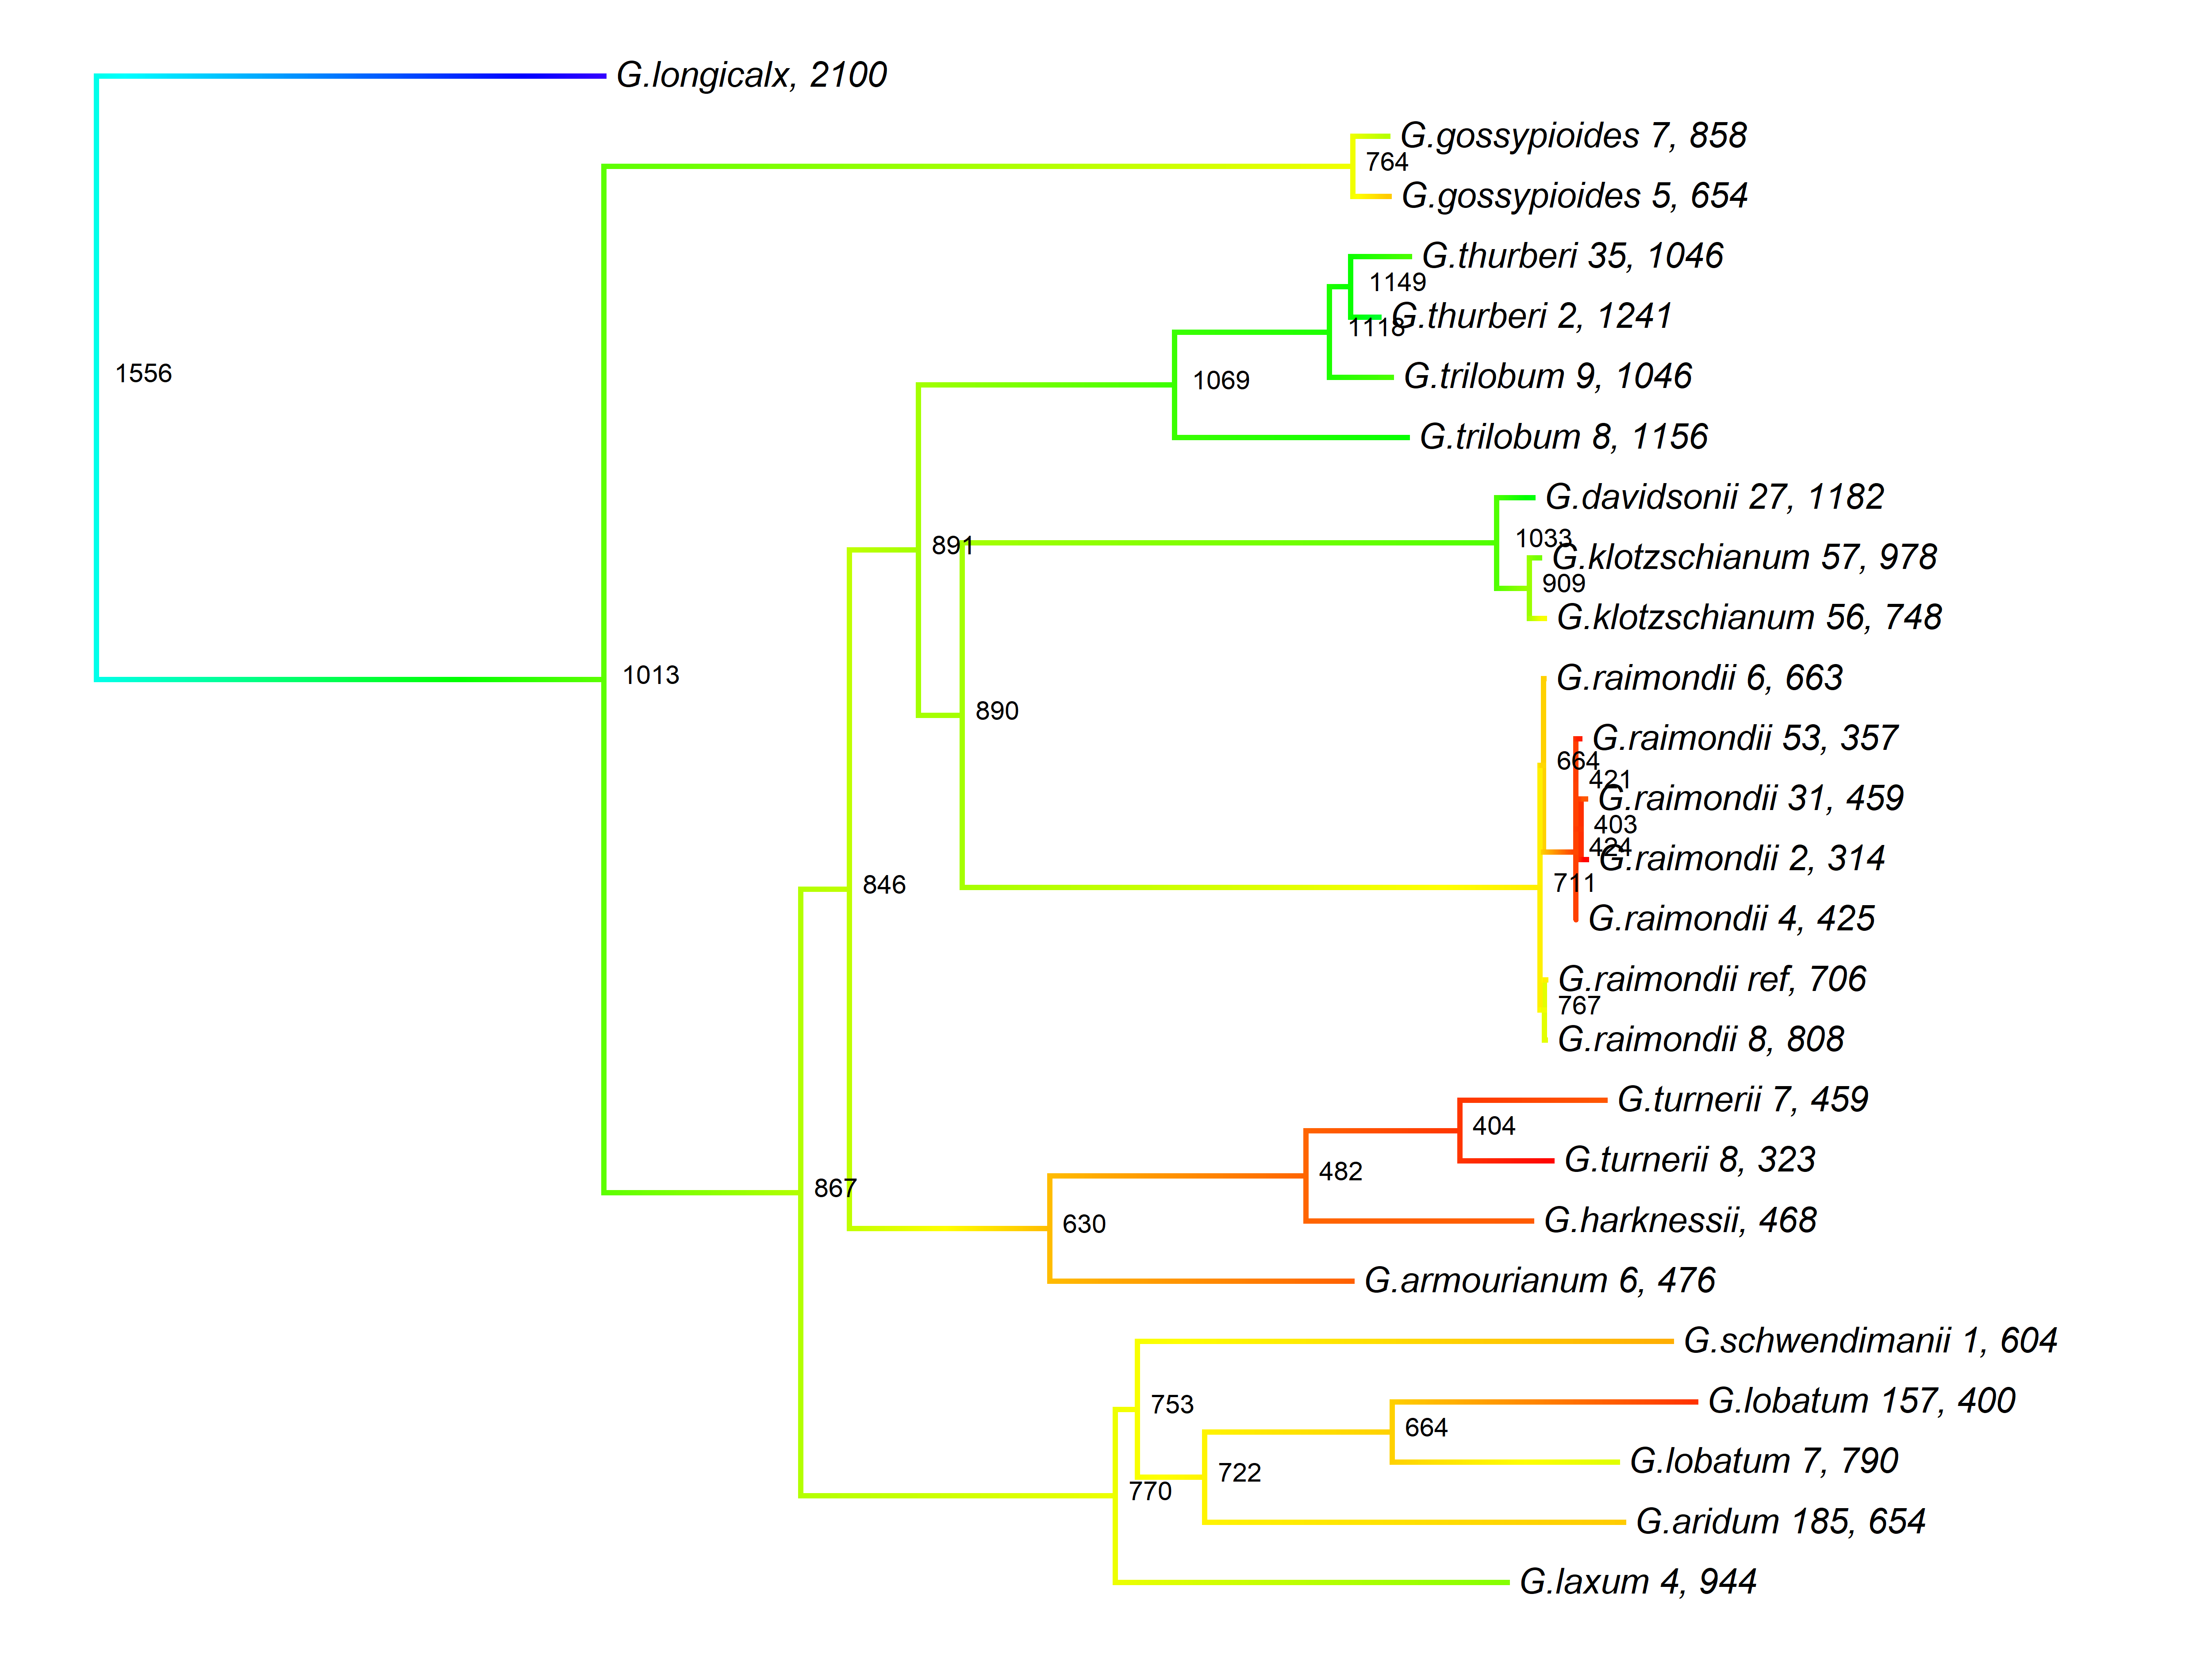 G.longicalx, 2100
G.gossypioides 7, 858
764
G.gossypioides 5, 654
G.thurberi 35, 1046
1149
G.thurberi 2, 1241
1118
1556
G.trilobum 9, 1046
1069
G.trilobum 8, 1156
G.davidsonii 27, 1182
1033
891
G.klotzschianum 57, 978
909
G.klotzschianum 56, 748
1013
G.raimondii 6, 663
890
G.raimondii 53, 357
664
421
G.raimondii 31, 459
403
424
G.raimondii 2, 314
846
711
G.raimondii 4, 425
G.raimondii ref, 706
767
G.raimondii 8, 808
G.turnerii 7, 459
404
G.turnerii 8, 323
482
867
G.harknessii, 468
630
G.armourianum 6, 476
G.schwendimanii 1, 604
753
G.lobatum 157, 400
664
G.lobatum 7, 790
722
770
G.aridum 185, 654
G.laxum 4, 944